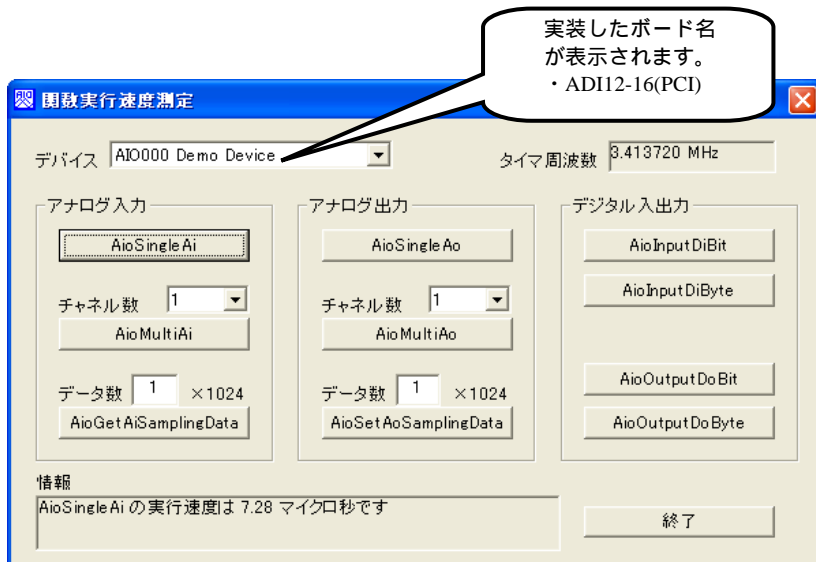 実装したボード名
が表示されます。
・ADI12-16(PCI)
関数実行速度測定
デバイス AIO000 Demo Device
タイマ周波数 3.413720 MHz
アナログ入力
AioSingleAi
チャネル数 1
AioMultiAi
データ数 1 ×1024
AioGetAiSamplingData
アナログ出力
AioSingleAo
チャネル数 1
AioMultiAo
データ数 1 ×1024
AioSetAoSamplingData
デジタル入出力
AioInputDiBit
AioInputDiByte
AioOutputDoBit
AioOutputDoByte
情報
AioSingleAi の実行速度は 7.28 マイクロ秒です
終了